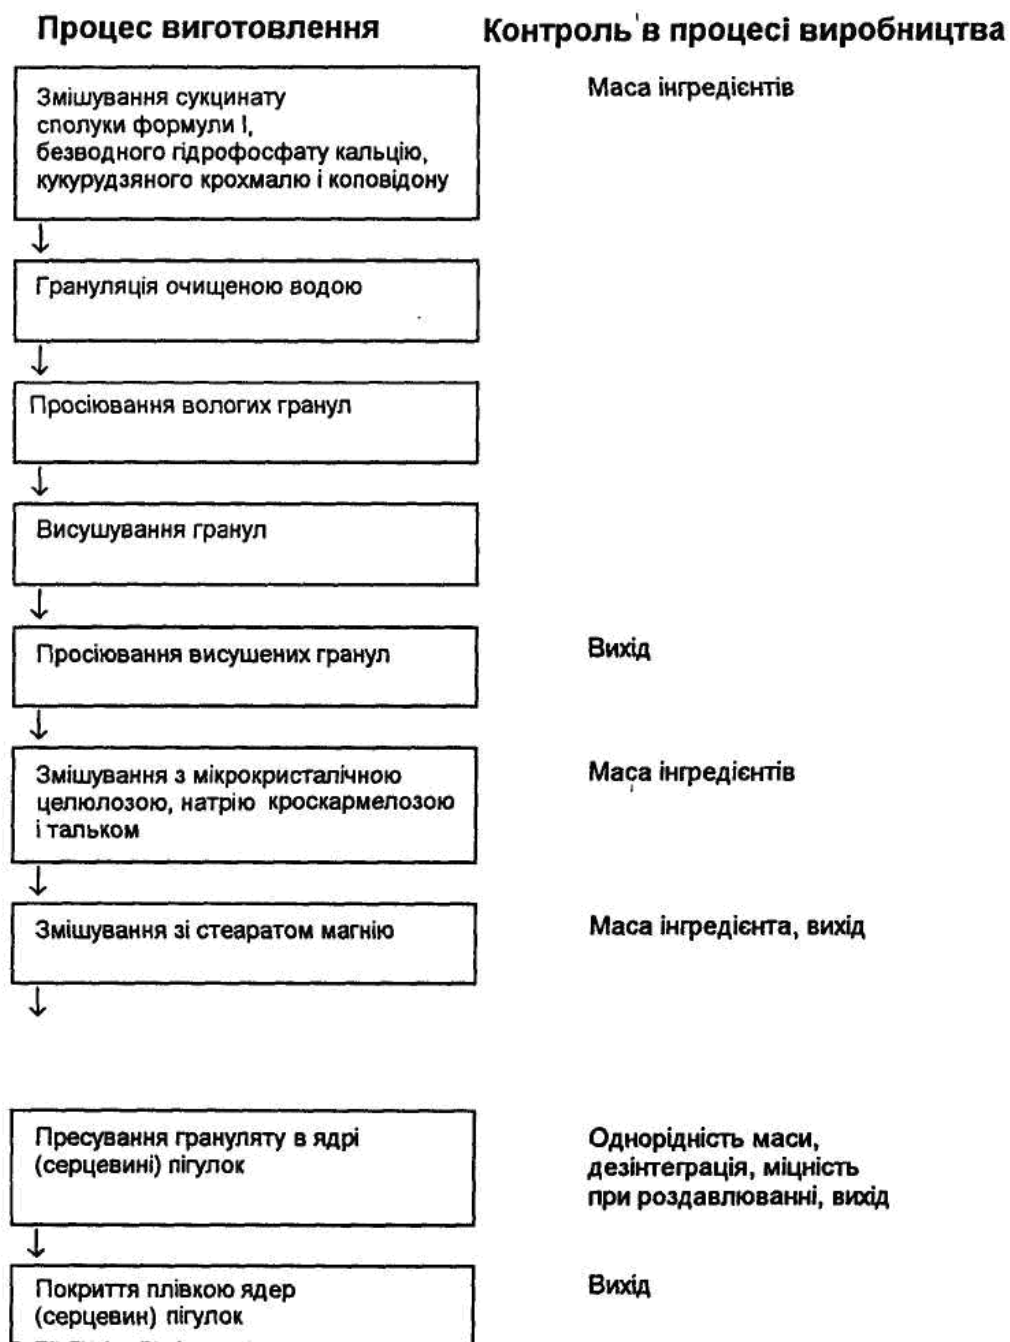 Процес виготовлення
Контроль в процесі виробництва
Змішування сукцинату
сполуки формули І,
безводного гідрофосфату кальцію,
кукурудзяного крохмалю і коповідону
Маса інгредієнтів
↓
Грануляція очищеною водою
↓
Просіювання вологих гранул
↓
Висушування гранул
↓
Просіювання висушених гранул
Вихід
↓
Змішування з мікрокристалічною
целюлозою, натрію кроскармелозою
і тальком
Маса інгредієнтів
↓
Змішування зі стеаратом магнію
Маса інгредієнта, вихід
↓
Пресування грануляту в ядрі
(серцевині) пігулок
Однорідність маси,
дезінтеграція, міцність
при роздавлюванні, вихід
↓
Покриття плівкою ядер
(серцевин) пігулок
Вихід